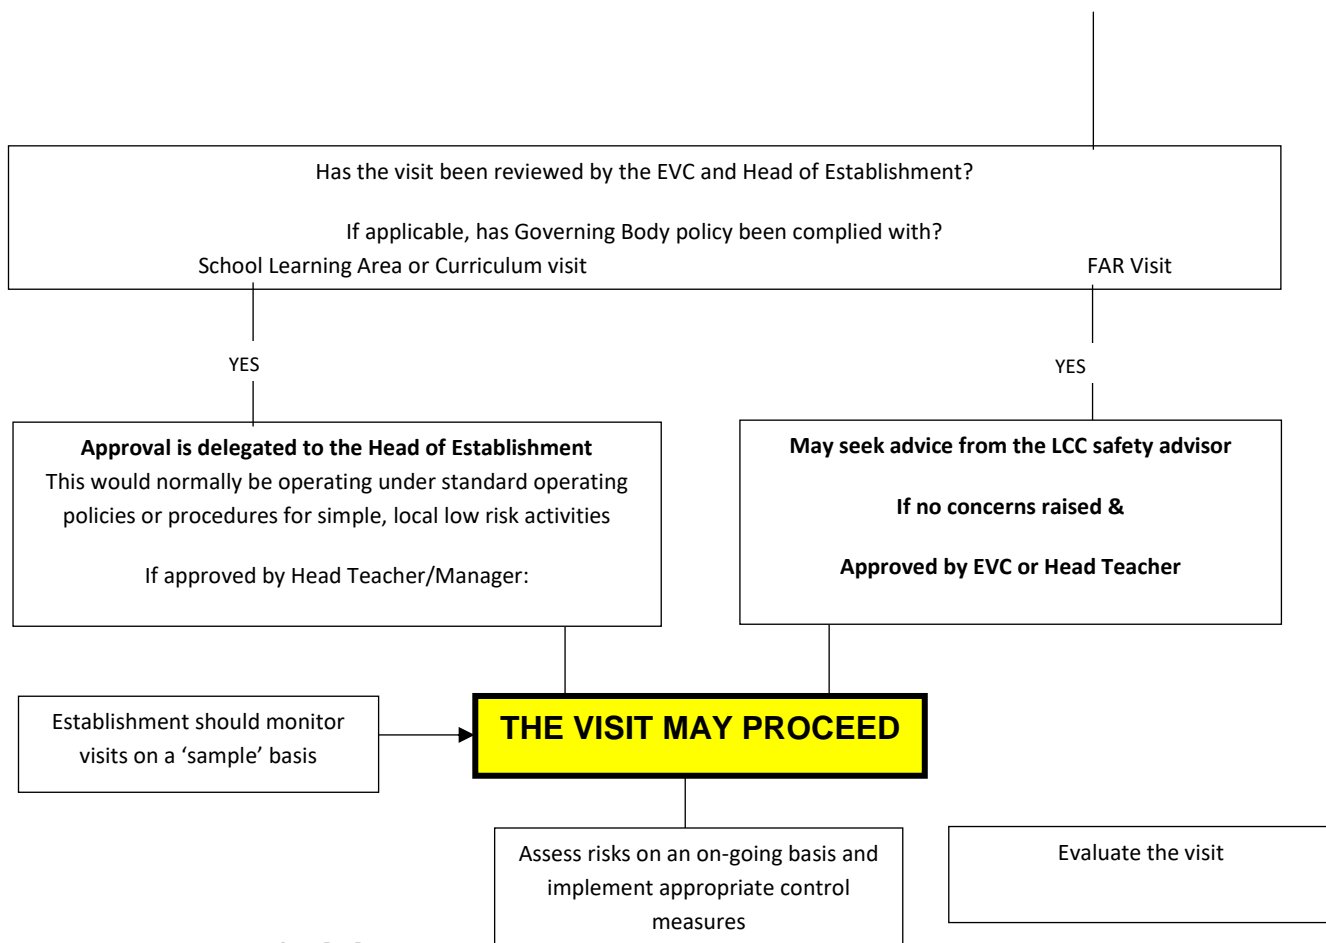 Has the visit been reviewed by the EVC and Head of Establishment?
If applicable, has Governing Body policy been complied with?
School Learning Area or Curriculum visit
FAR Visit
YES
YES
Approval is delegated to the Head of Establishment
This would normally be operating under standard operating
policies or procedures for simple, local low risk activities
If approved by Head Teacher/Manager:
May seek advice from the LCC safety advisor
If no concerns raised &
Approved by EVC or Head Teacher
Establishment should monitor
visits on a ‘sample’ basis
THE VISIT MAY PROCEED
Assess risks on an on-going basis and
implement appropriate control
measures
Evaluate the visit